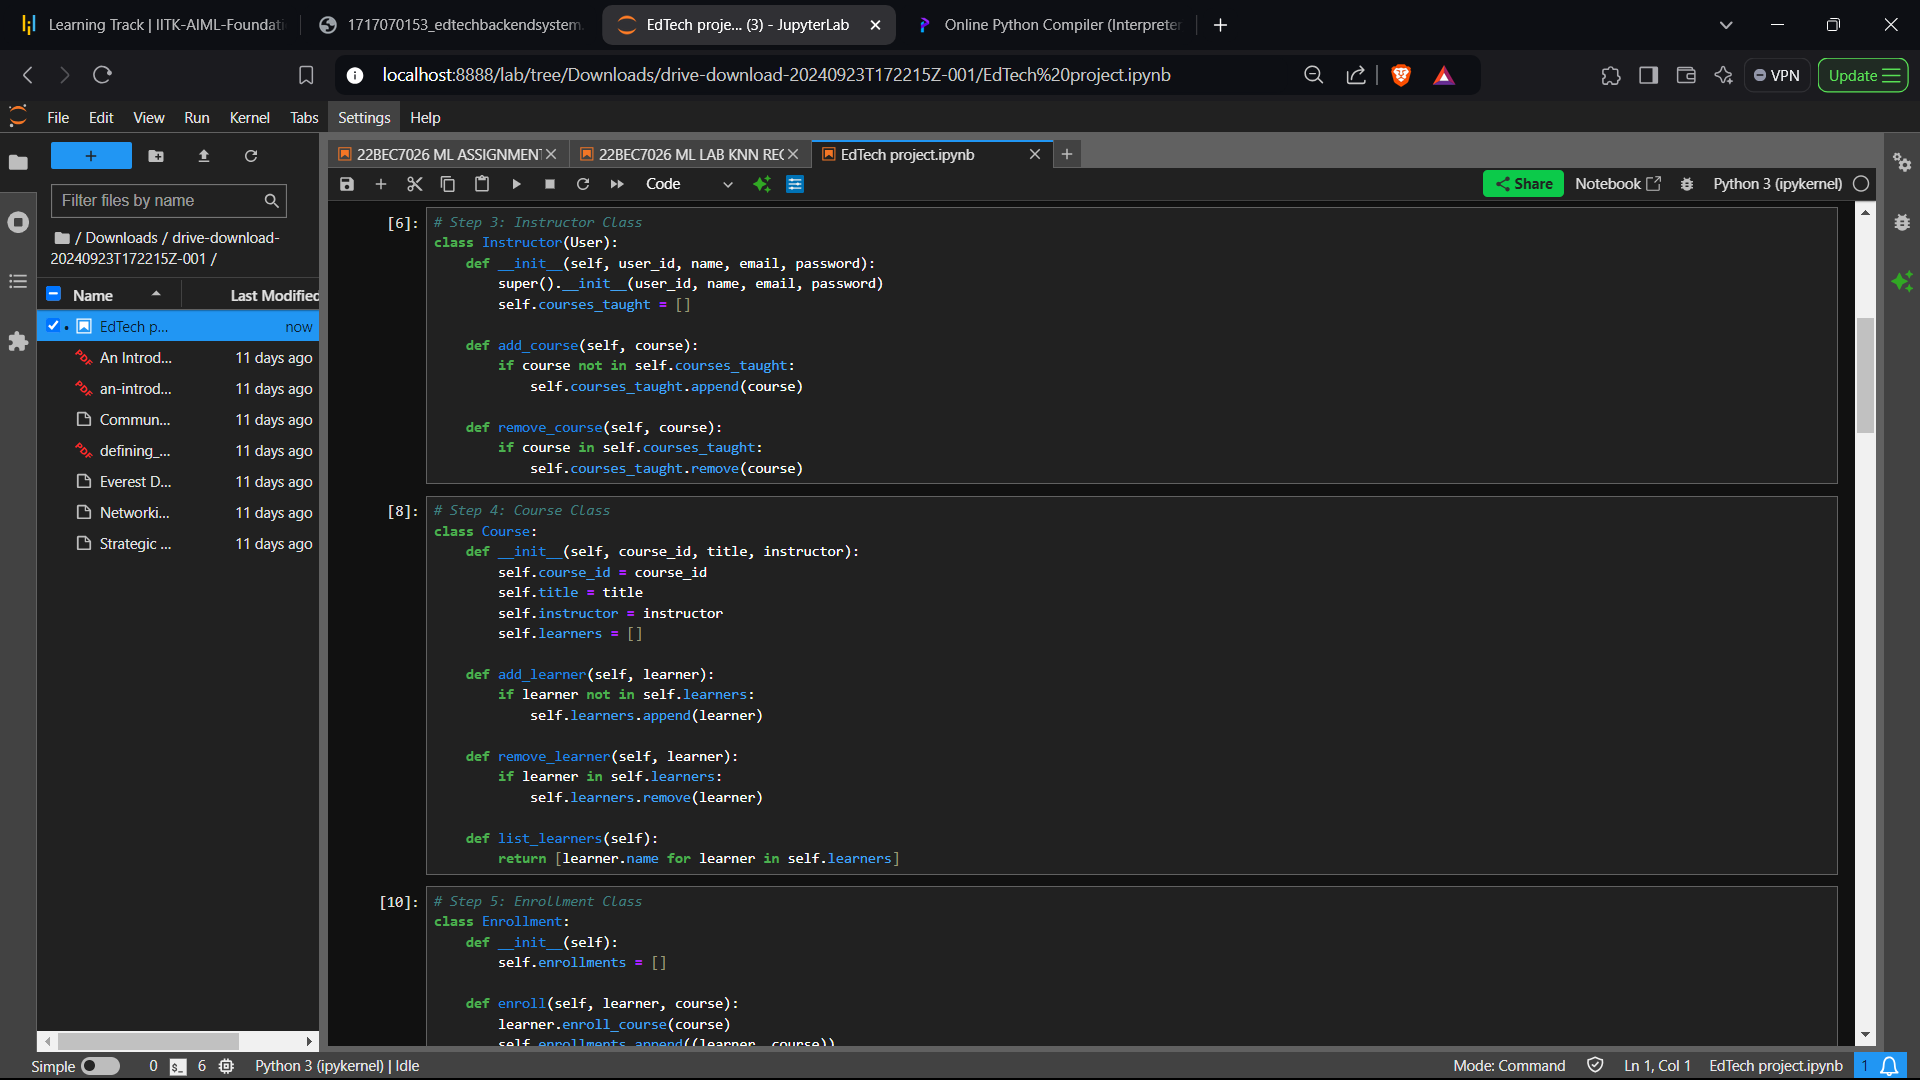 Learning Track | IITK-AIML-Foundati
1717070153_edtechbackendsystem.
EdTech proje... (3) - JupyterLab
Online Python Compiler (Interprete
localhost:8888/lab/tree/Downloads/drive-download-20240923T172215Z-001/EdTech%20project.ipynb
VPN
Update
File Edit View Run Kernel Tabs Settings Help
22BEC7026 ML ASSIGNMENT
22BEC7026 ML LAB KNN REC
EdTech project.ipynb
Code
Share
Notebook
Python 3 (ipykernel)
Filter files by name
/ Downloads / drive-download-
20240923T172215Z-001 /
Name Last Modified
EdTech p... now
An Introd... 11 days ago
an-introd... 11 days ago
Commun... 11 days ago
defining_... 11 days ago
Everest D... 11 days ago
Networki... 11 days ago
Strategic ... 11 days ago
[6]: # Step 3: Instructor Class
class Instructor(User):
    def __init__(self, user_id, name, email, password):
        super().__init__(user_id, name, email, password)
        self.courses_taught = []
    def add_course(self, course):
        if course not in self.courses_taught:
            self.courses_taught.append(course)
    def remove_course(self, course):
        if course in self.courses_taught:
            self.courses_taught.remove(course)
[8]: # Step 4: Course Class
class Course:
    def __init__(self, course_id, title, instructor):
        self.course_id = course_id
        self.title = title
        self.instructor = instructor
        self.learners = []
    def add_learner(self, learner):
        if learner not in self.learners:
            self.learners.append(learner)
    def remove_learner(self, learner):
        if learner in self.learners:
            self.learners.remove(learner)
    def list_learners(self):
        return [learner.name for learner in self.learners]
[10]: # Step 5: Enrollment Class
class Enrollment:
    def __init__(self):
        self.enrollments = []
    def enroll(self, learner, course):
        learner.enroll_course(course)
        self.enrollments.append((learner, course))
Simple 0 6 Python 3 (ipykernel) | Idle
Mode: Command Ln 1, Col 1 EdTech project.ipynb 1